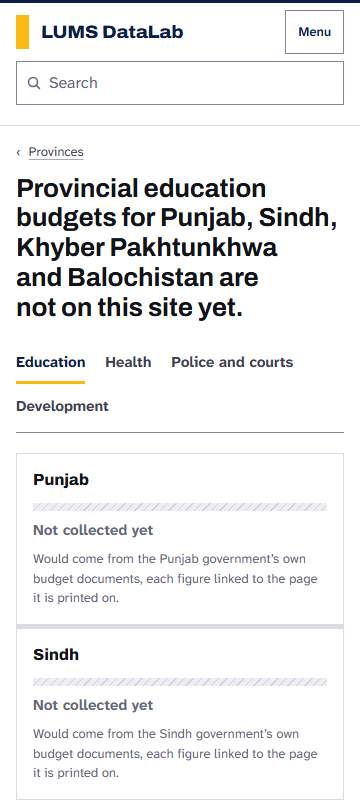 LUMS DataLab
Menu
Search
‹ Provinces
Provincial education
budgets for Punjab, Sindh,
Khyber Pakhtunkhwa
and Balochistan are
not on this site yet.
Education Health Police and courts
Development
Punjab
Not collected yet
Would come from the Punjab government's own
budget documents, each figure linked to the page
it is printed on.
Sindh
Not collected yet
Would come from the Sindh government's own
budget documents, each figure linked to the page
it is printed on.